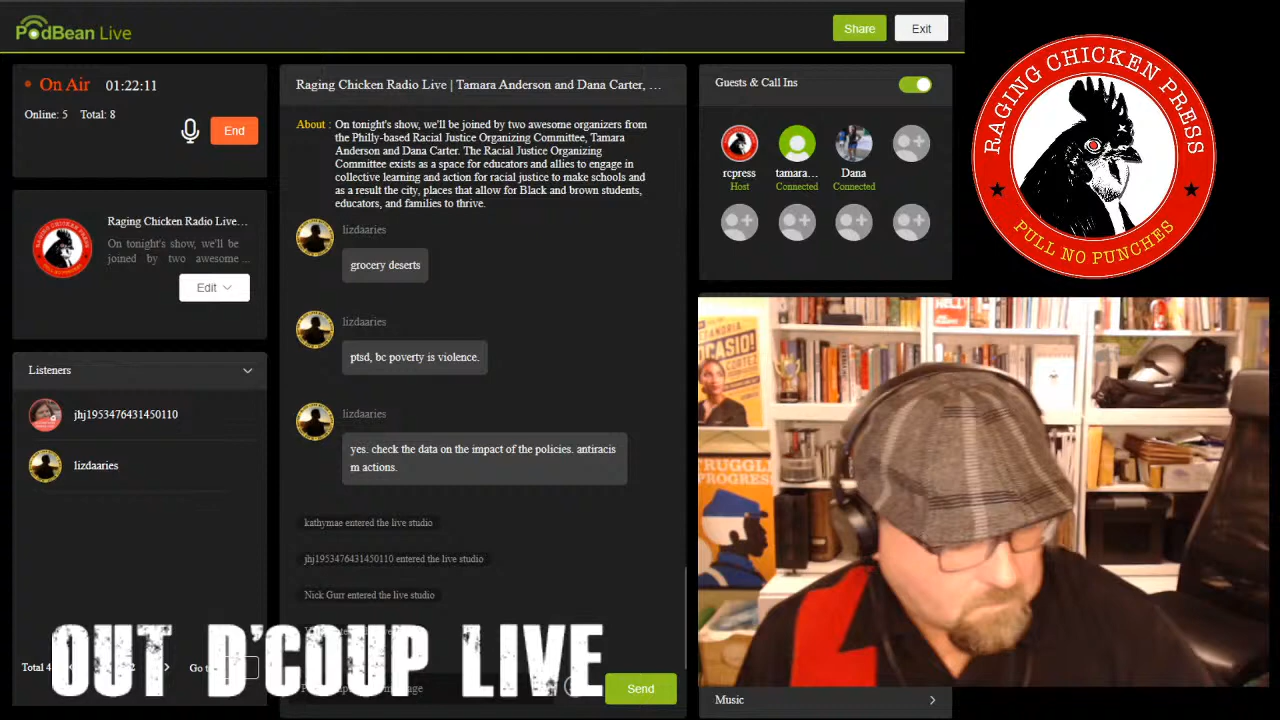 PodBean Live
Share
Exit
On Air 01:22:11
Online: 5 Total: 8
End
Raging Chicken Radio Live...
On tonight's show, we'll be
joined by two awesome ...
Edit
Listeners
jhj1953476431450110
lizdaaries
Raging Chicken Radio Live | Tamara Anderson and Dana Carter, ...
About : On tonight's show, we'll be joined by two awesome organizers from
the Philly-based Racial Justice Organizing Committee, Tamara
Anderson and Dana Carter. The Racial Justice Organizing
Committee exists as a space for educators and allies to engage in
collective learning and action for racial justice to make schools and
as a result the city, places that allow for Black and brown students,
educators, and families to thrive.
lizdaaries
grocery deserts
lizdaaries
ptsd, bc poverty is violence.
lizdaaries
yes. check the data on the impact of the policies. antiracis
m actions.
kathymae entered the live studio
jhj1953476431450110 entered the live studio
Nick Gurr entered the live studio
Send
Guests & Call Ins
rcpress
Host
tamara...
Connected
Dana
Connected
Music
RAGING CHICKEN PRESS
PULL NO PUNCHES
OCASIO!
HELL
STRUGGLE
PROGRESS
OUT D'COUP LIVE